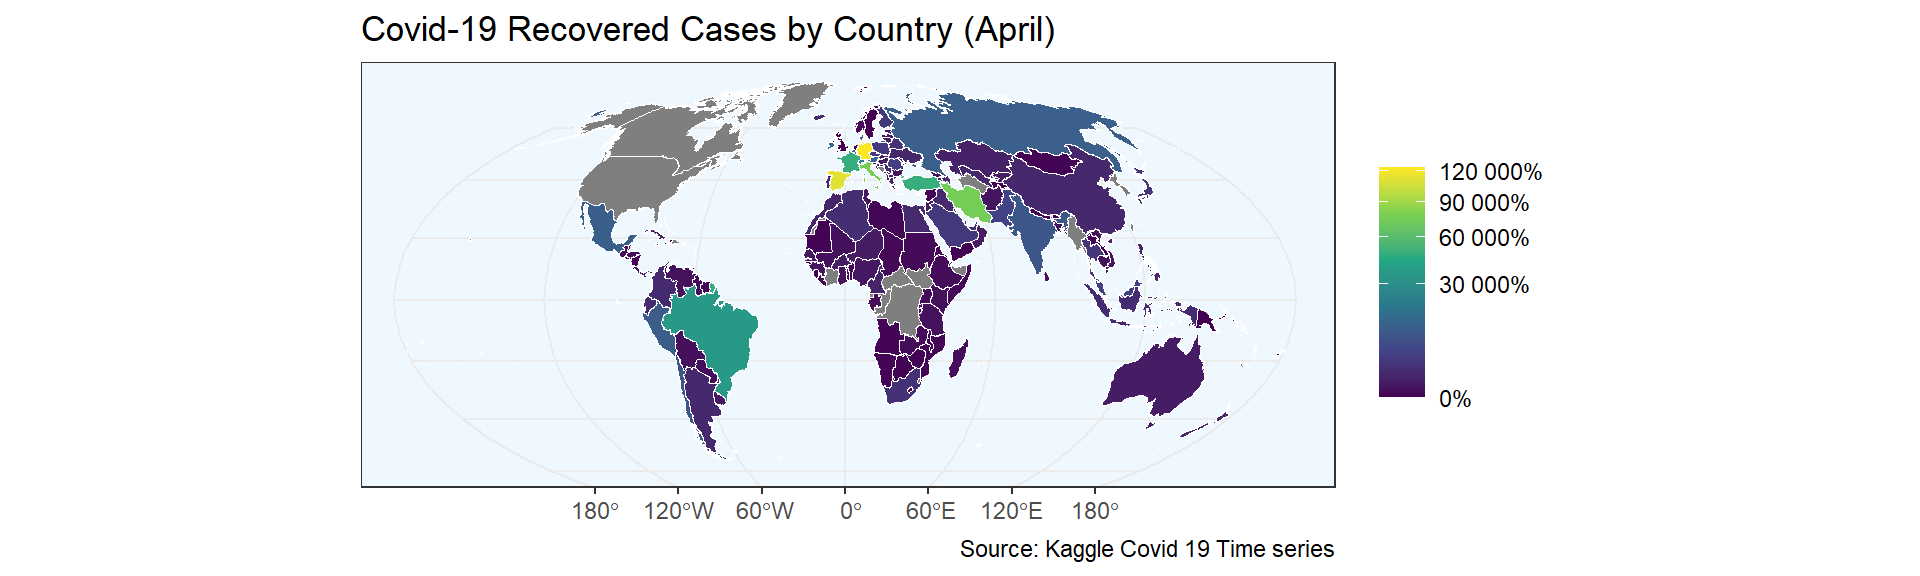 Covid-19 Recovered Cases by Country (April)
120 000%
90 000%
60 000%
30 000%
0%
180° 120°W 60°W 0° 60°E 120°E 180°
Source: Kaggle Covid 19 Time series